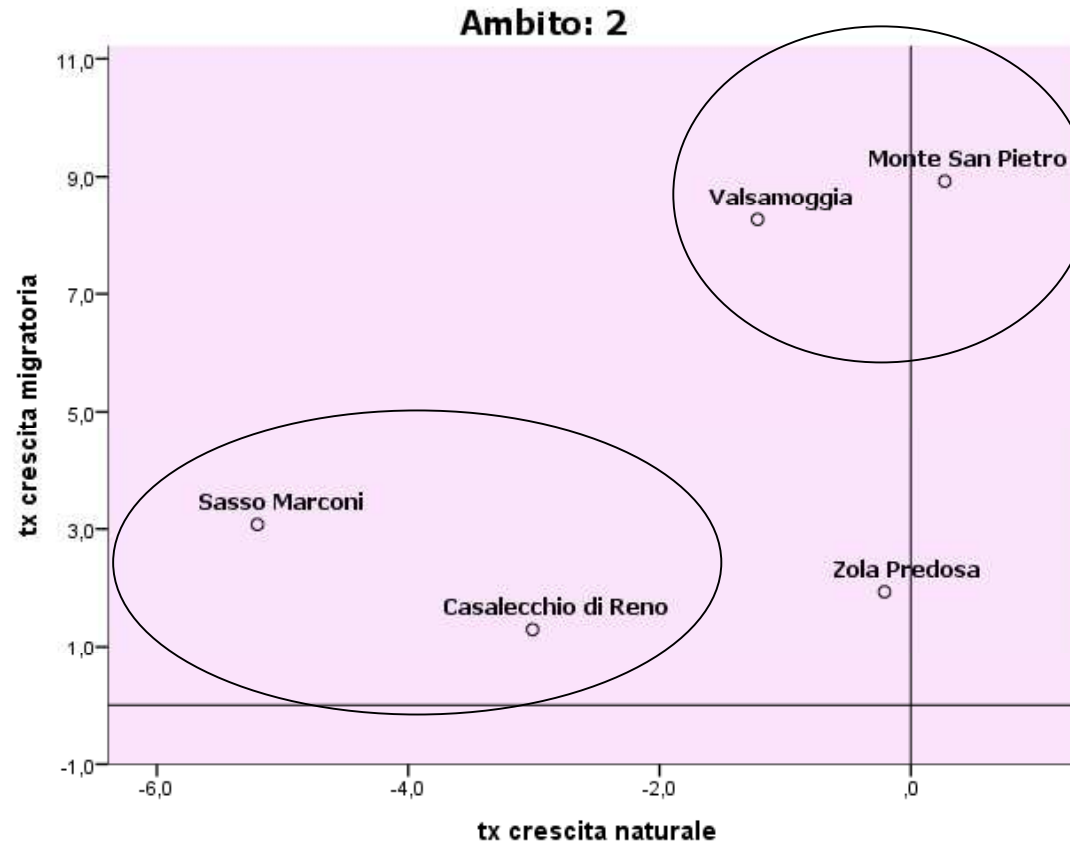 Ambito: 2
11,0
9,0
7,0
5,0
3,0
1,0
-1,0
tx crescita migratoria
Monte San Pietro
Valsamoggia
Sasso Marconi
Zola Predosa
Casalecchio di Reno
-6,0 -4,0 -2,0 ,0
tx crescita naturale